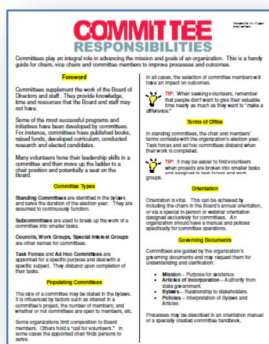 COMMITTEE
RESPONSIBILITIES
Committees play an integral role in advancing the mission and goals of an organization. This is a handy
guide for chairs, vice chairs and committee members to improve processes and outcomes.
Foreword
Committees supplement the work of the Board of
Directors and staff. They provide knowledge,
time and resources that the Board and staff may
not have.
Some of the most successful programs and
initiatives have been developed by committees.
For instance, committees have published books,
raised funds, developed curriculum, conducted
research and elected candidates.
Many volunteers form their leadership skills in a
committee and then move up the ladder to a
chair position and potentially a seat on the
Board.
Committee Types
Standing Committees are identified in the bylaws
and serve the duration of the elected year. They are
assumed to continuously function.
Subcommittees are used to break up the work of a
committee into smaller tasks.
Councils, Work Groups, Special Interest Groups
are other names for committees.
Task Forces and Ad Hoc Committees are
appointed for a specific purpose and deal with a
specific subject. They disband upon completion of
their tasks.
Populating Committees
The size of a committee may be stated in the bylaws.
It is influenced by factors such as interest in a
committee's project, the number of members; and
whether or not committees are open to members, etc.
Some organizations limit composition to Board
members. Others hold a "call for volunteers." In
some cases the appointed chair finds persons to
serve.
In all cases, the selection of committee members will
have an impact on outcomes.
TIP: When seeking volunteers, remember
that people don't want to give their valuable
time nearly as much as they want to "make a
difference."
Terms of Office
In standing committees, the chair and members'
terms coincide with the organization's election year.
Task forces and ad hoc committees disband when
their work is completed.
TIP: It may be easier to find volunteers
when projects are broken into smaller tasks
and assigned to task forces and work
groups.
Orientation
Orientation is vital. This can be achieved by
including the chairs in the Board's annual orientation,
or via a special in person or webinar orientation
designed exclusively for committees. An
organization should have a manual and policies
specifically for committee operations.
Governing Documents
Committees are guided by the organization's
governing documents and may request them for
understanding and clarification:
• Mission – Purpose for existence
• Articles of Incorporation – Authority from
state government.
• Bylaws – Relationship to stakeholders.
• Policies – Interpretation of Bylaws and
Articles
Processes may be described in an orientation manual
or a specially created committee handbook.